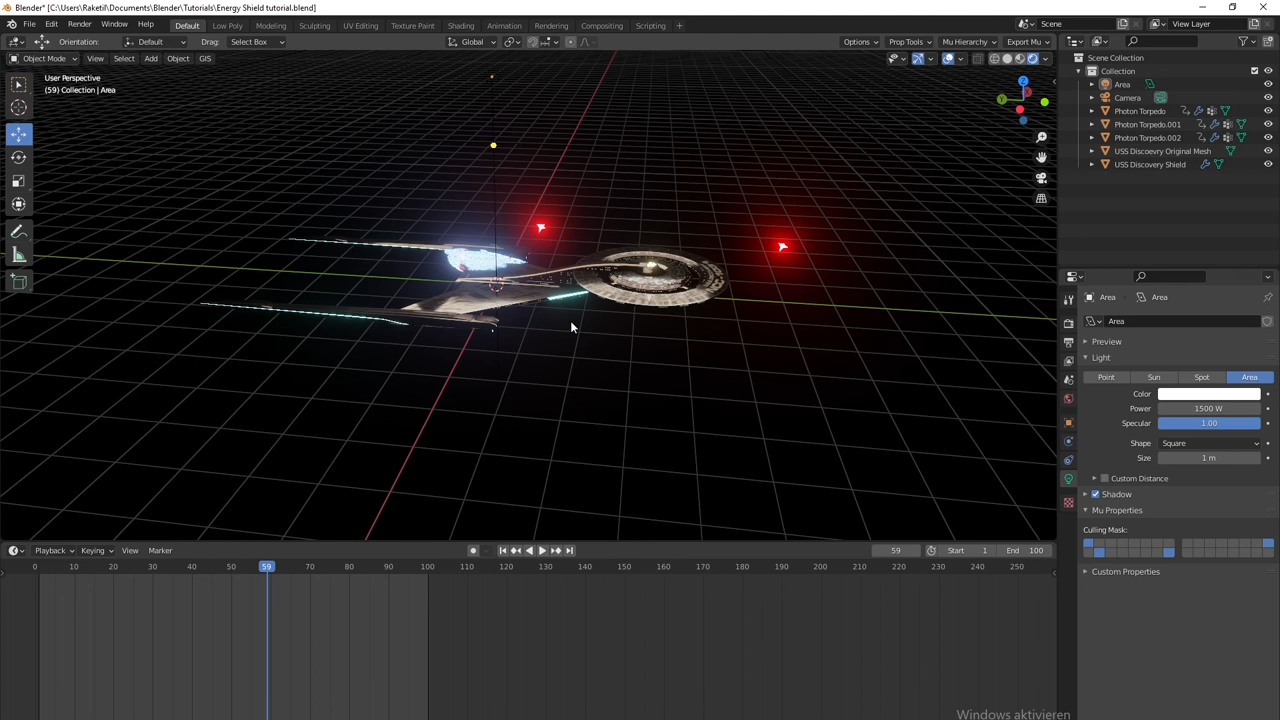 Blender* [C:\Users\Raketil\Documents\Blender\Tutorials\Energy Shield tutorial.blend]
File Edit Render Window Help Default Low Poly Modeling Sculpting UV Editing Texture Paint Shading Animation Rendering Compositing Scripting + Scene View Layer
Orientation: Default Drag: Select Box Global Options Prop Tools Mu Hierarchy Export Mu
Object Mode View Select Add Object GIS
User Perspective
(59) Collection | Area
Z
Scene Collection
Collection
Area
Camera
Photon Torpedo
Photon Torpedo.001
Photon Torpedo.002
USS Discoevry Original Mesh
USS Discovery Shield
Area Area
Area
Preview
Light
Point Sun Spot Area
Color
Power 1500 W
Specular 1.00
Shape Square
Size 1 m
Custom Distance
Shadow
Mu Properties
Culling Mask:
Custom Properties
Playback Keying View Marker 59 Start 1 End 100
0 10 20 30 40 50 59 70 80 90 100 110 120 130 140 150 160 170 180 190 200 210 220 230 240 250
Windows aktivieren